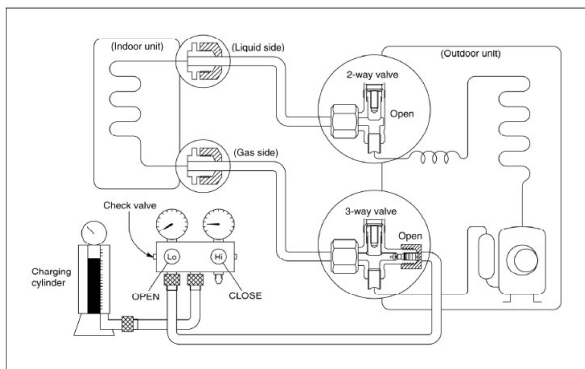 (Indoor unit)
(Liquid side)
(Outdoor unit)
2-way valve
Open
(Gas side)
Check valve
3-way valve
Open
Lo
Hi
Charging
cylinder
OPEN
CLOSE